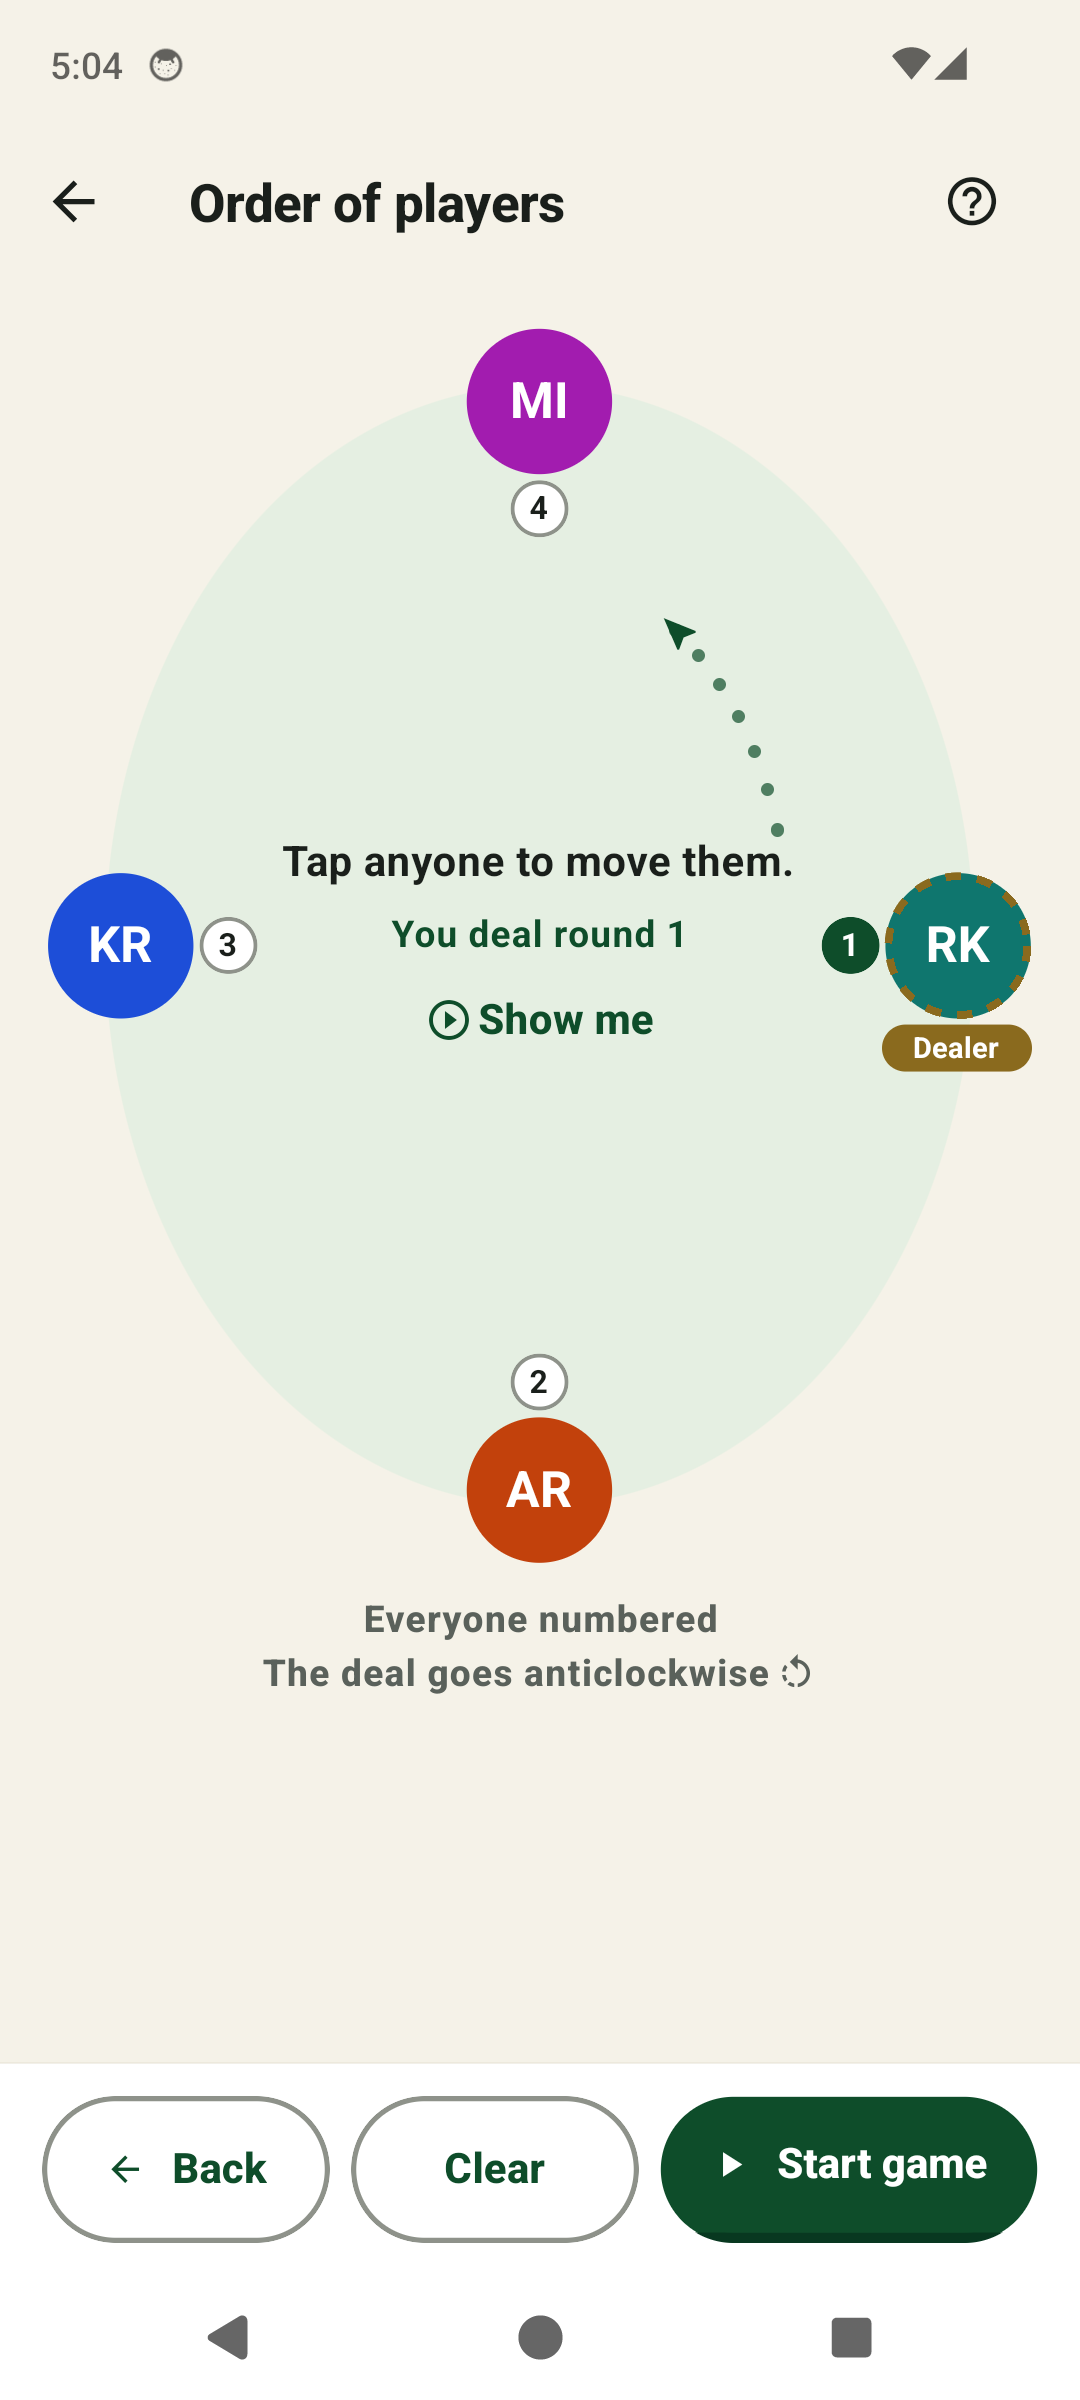 5:04
Order of players
MI
4
Tap anyone to move them.
KR
3
You deal round 1
1
RK
Show me
Dealer
2
AR
Everyone numbered
The deal goes anticlockwise
Back
Clear
Start game